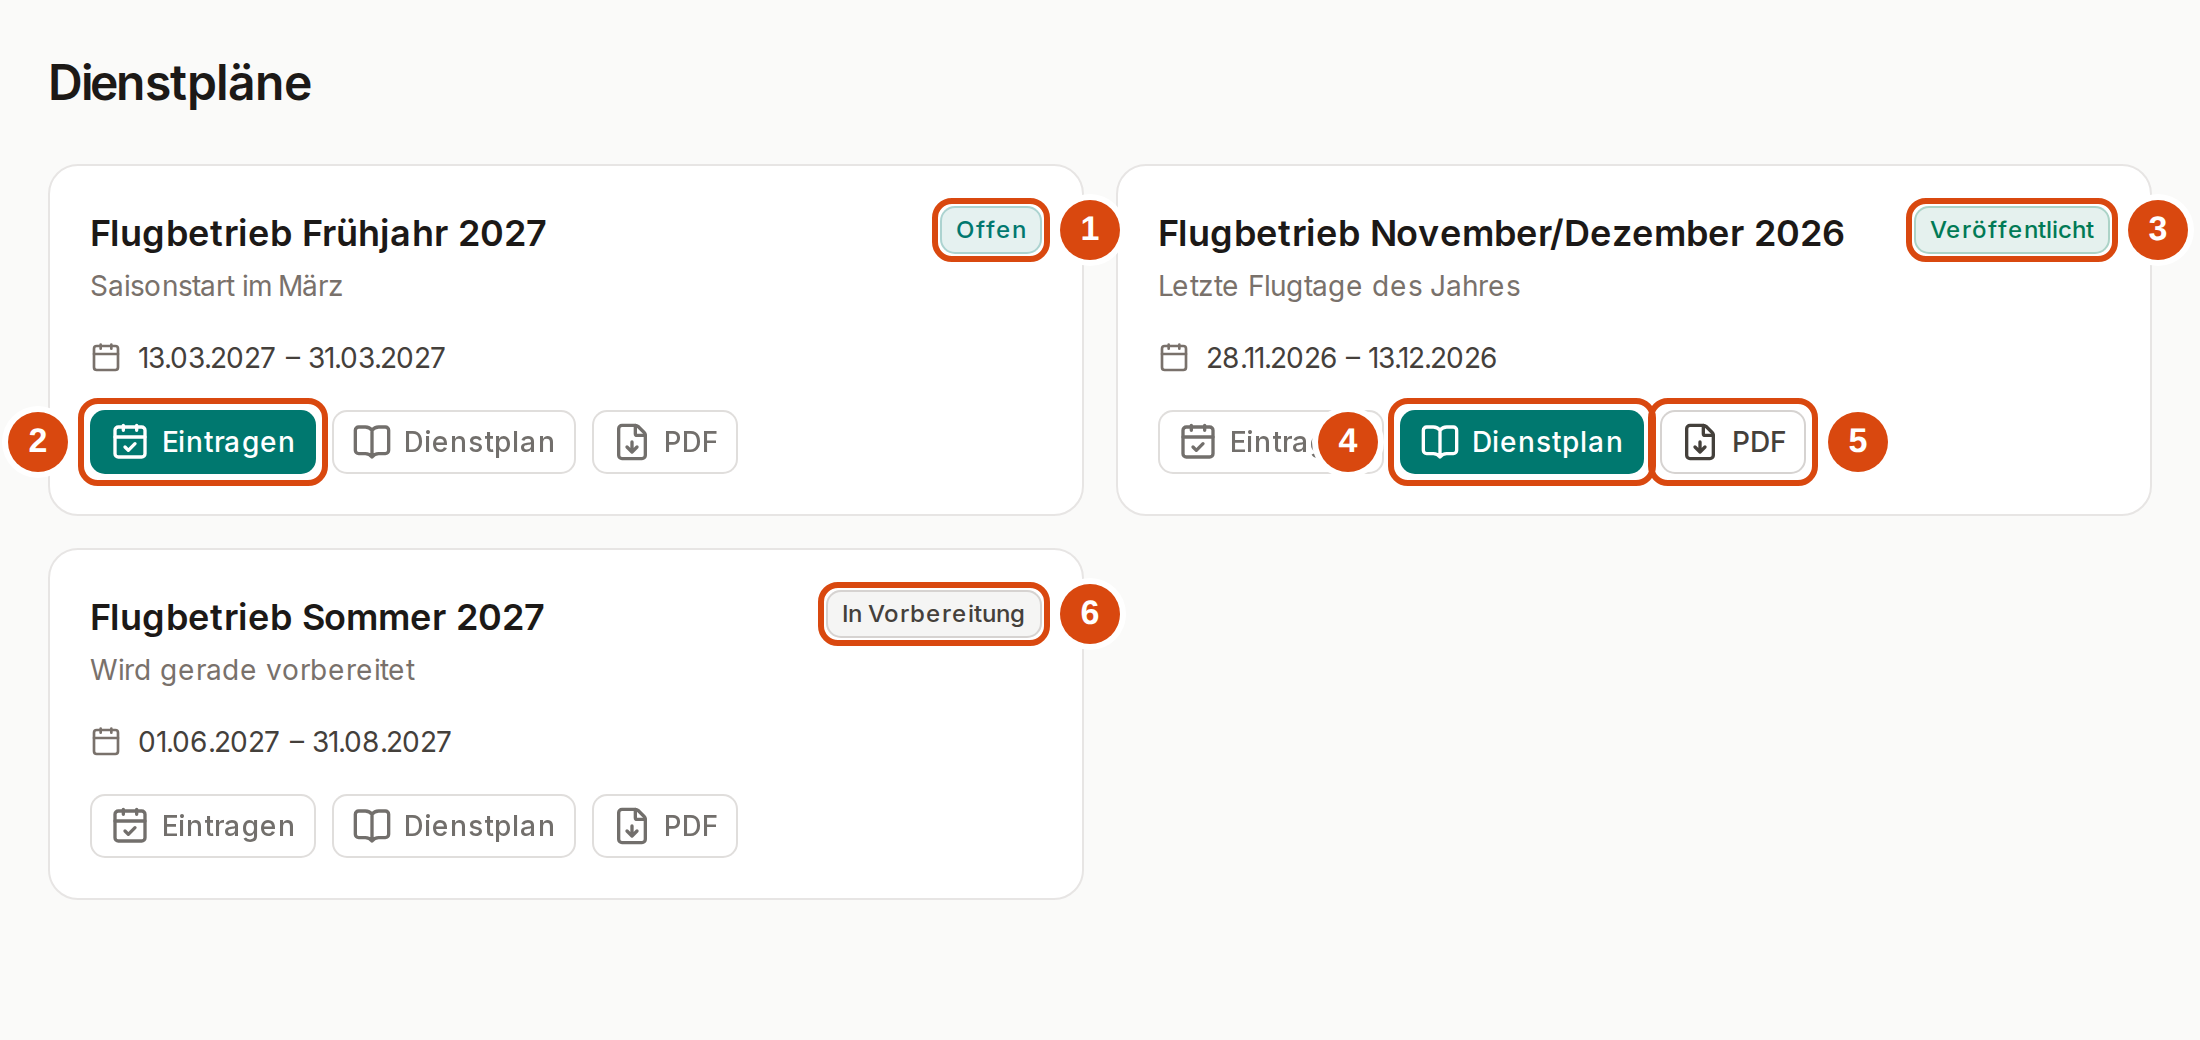 Dienstpläne
Flugbetrieb Frühjahr 2027
Offen
1
Saisonstart im März
13.03.2027 – 31.03.2027
2
Eintragen
Dienstplan
PDF
Flugbetrieb November/Dezember 2026
Veröffentlicht
3
Letzte Flugtage des Jahres
28.11.2026 – 13.12.2026
4
Dienstplan
PDF
5
Flugbetrieb Sommer 2027
In Vorbereitung
6
Wird gerade vorbereitet
01.06.2027 – 31.08.2027
Eintragen
Dienstplan
PDF